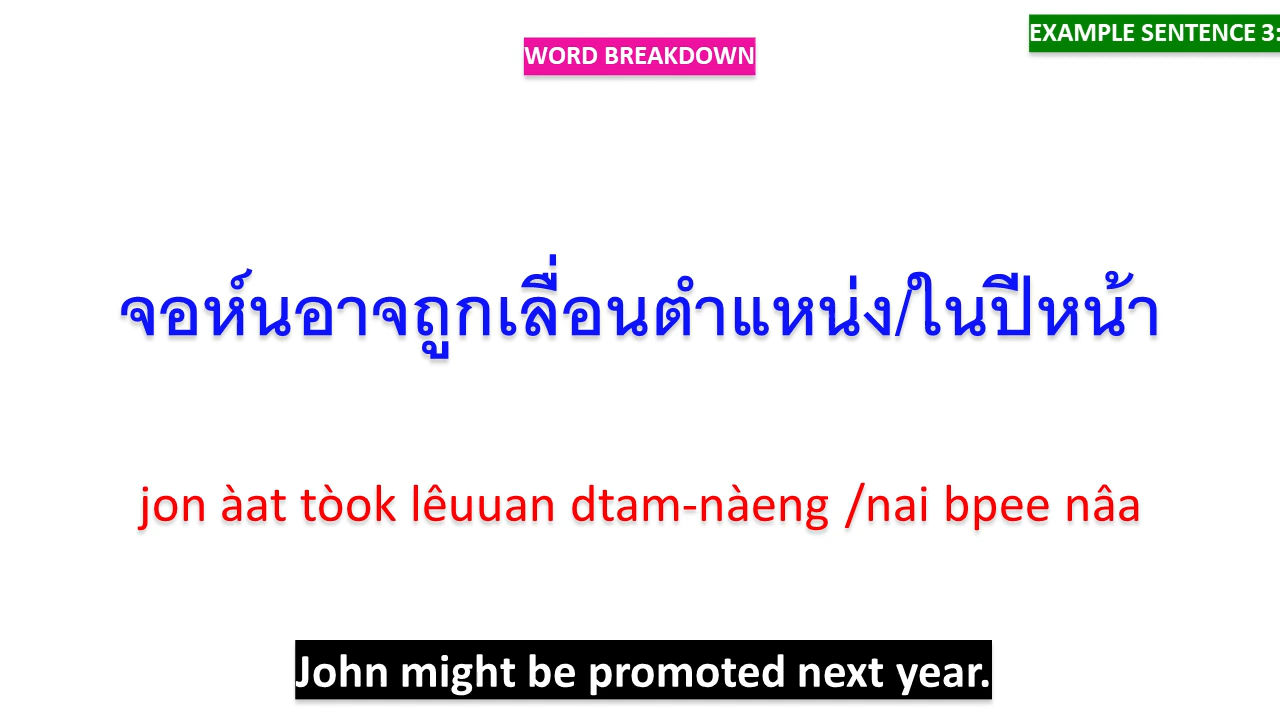 EXAMPLE SENTENCE 3:
WORD BREAKDOWN
จอห์นอาจถูกเลื่อนตำแหน่ง/ในปีหน้า
jon àat tòok lêuuan dtam-nàeng /nai bpee nâa
John might be promoted next year.